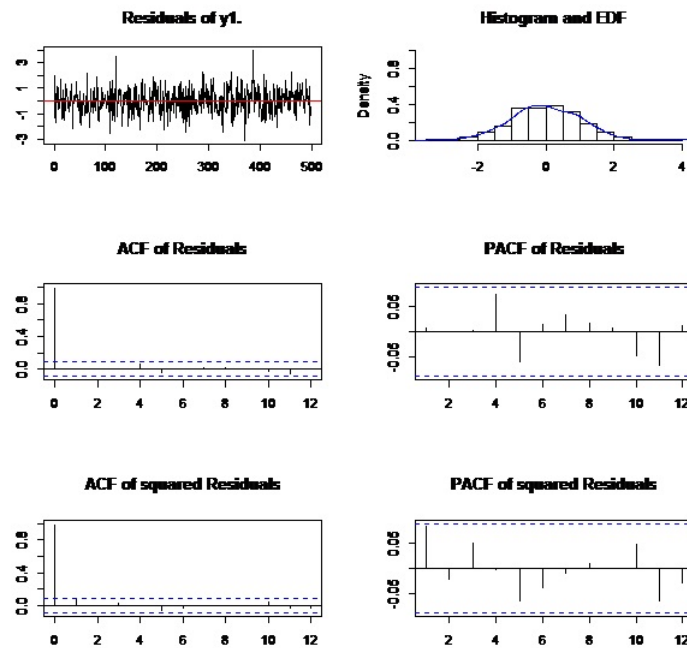 Residuals of y1.
3
1
-1
-3
0 100 200 300 400 500
Histogram and EDF
Density
0.8
0.4
0.0
-2 0 2 4
ACF of Residuals
0.8
0.4
0.0
0 2 4 6 8 10 12
PACF of Residuals
0.05
-0.05
2 4 6 8 10 12
ACF of squared Residuals
0.8
0.4
0.0
0 2 4 6 8 10 12
PACF of squared Residuals
0.05
-0.05
2 4 6 8 10 12